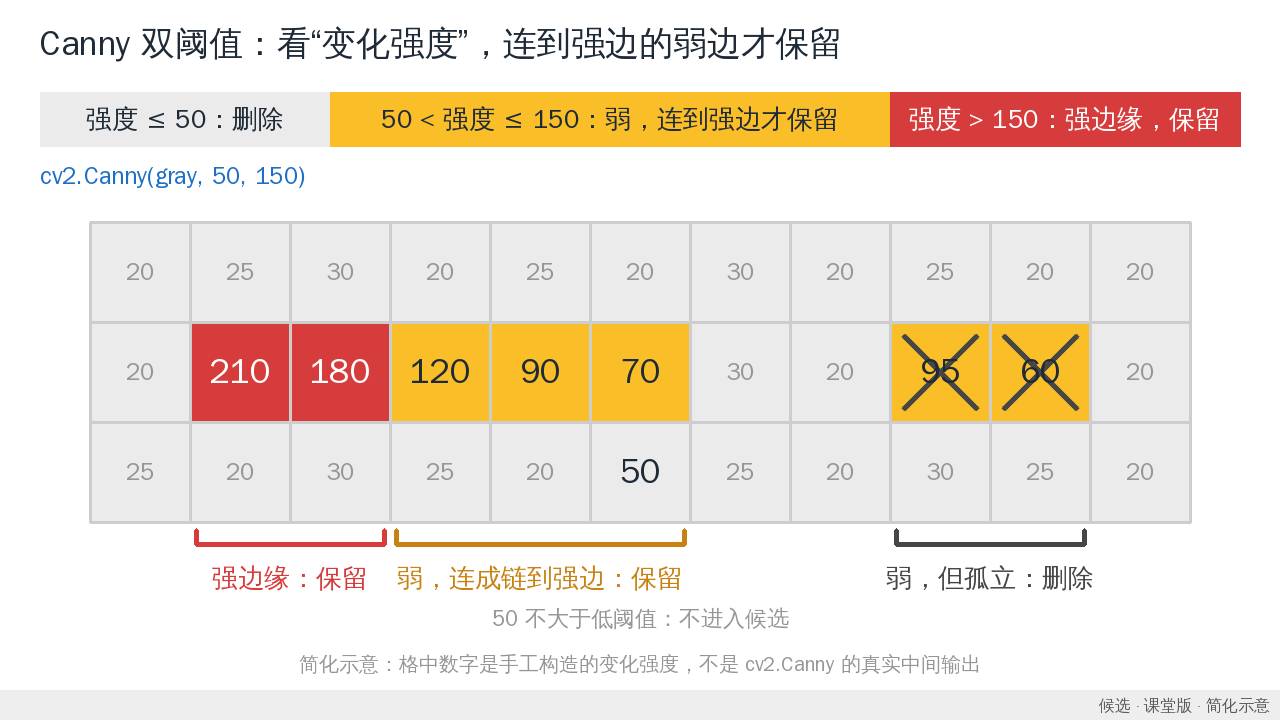 Canny 双阈值：看“变化强度”，连到强边的弱边才保留
强度 ≤ 50：删除 50 < 强度 ≤ 150：弱，连到强边才保留 强度 > 150：强边缘，保留
cv2.Canny(gray, 50, 150)
20 25 30 20 25 20 30 20 25 20 20
20 210 180 120 90 70 30 20 95 60 20
25 20 30 25 20 50 25 20 30 25 20
强边缘：保留 弱，连成链到强边：保留 弱，但孤立：删除
50 不大于低阈值：不进入候选
简化示意：格中数字是手工构造的变化强度，不是 cv2.Canny 的真实中间输出
候选 · 课堂版 · 简化示意